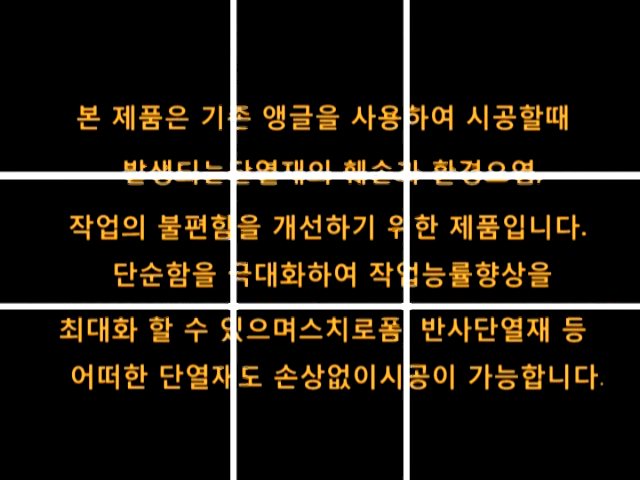 본 제품은 기존 앵글을 사용하여 시공할때
발생되는단열재의 훼손과 환경오염,
작업의 불편함을 개선하기 위한 제품입니다.
단순함을 극대화하여 작업능률향상을
최대화 할 수 있으며스치로폼, 반사단열재 등
어떠한 단열재도 손상없이시공이 가능합니다.